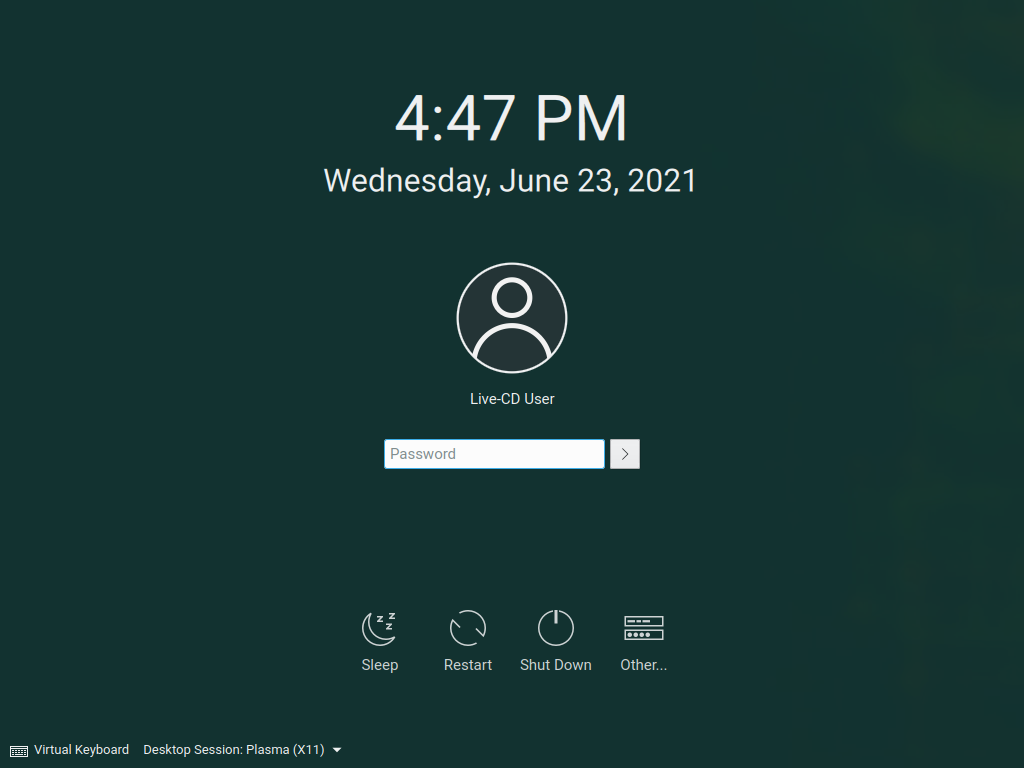 4:47 PM
Wednesday, June 23, 2021
Live-CD User
Password
Sleep Restart Shut Down Other...
Virtual Keyboard Desktop Session: Plasma (X11)